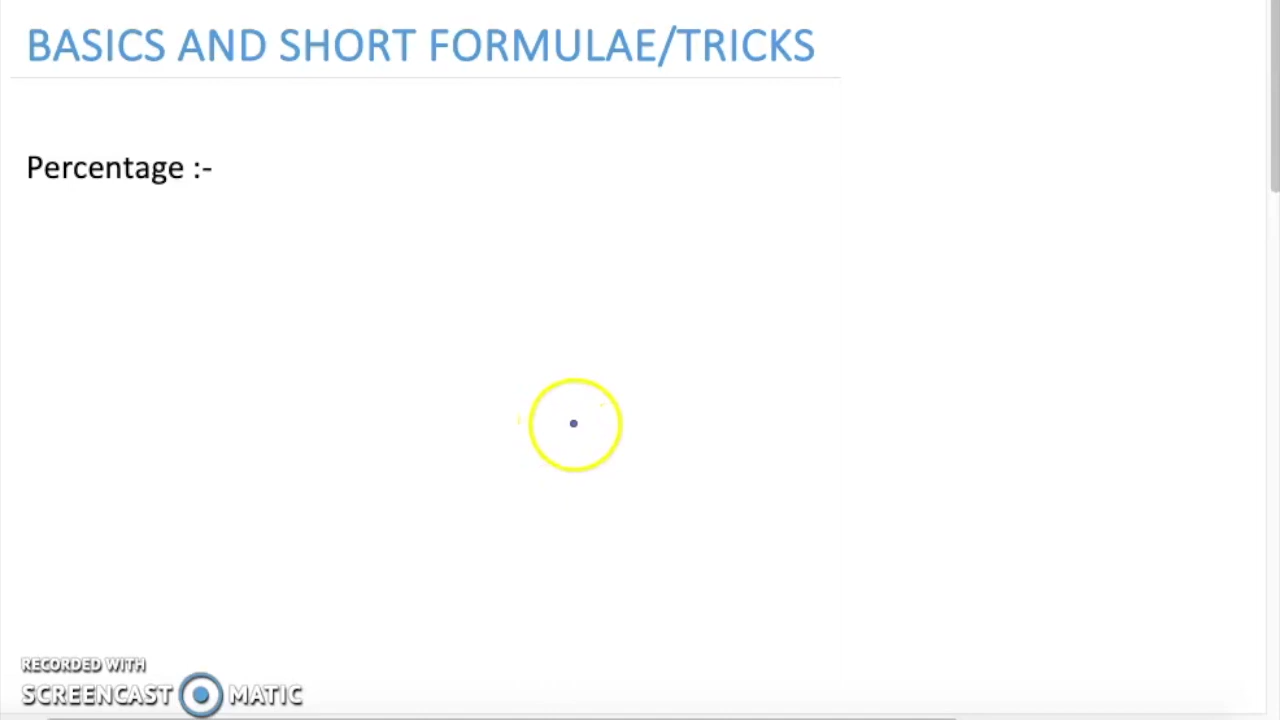 BASICS AND SHORT FORMULAE/TRICKS
Percentage :-
RECORDED WITH
SCREENCAST MATIC